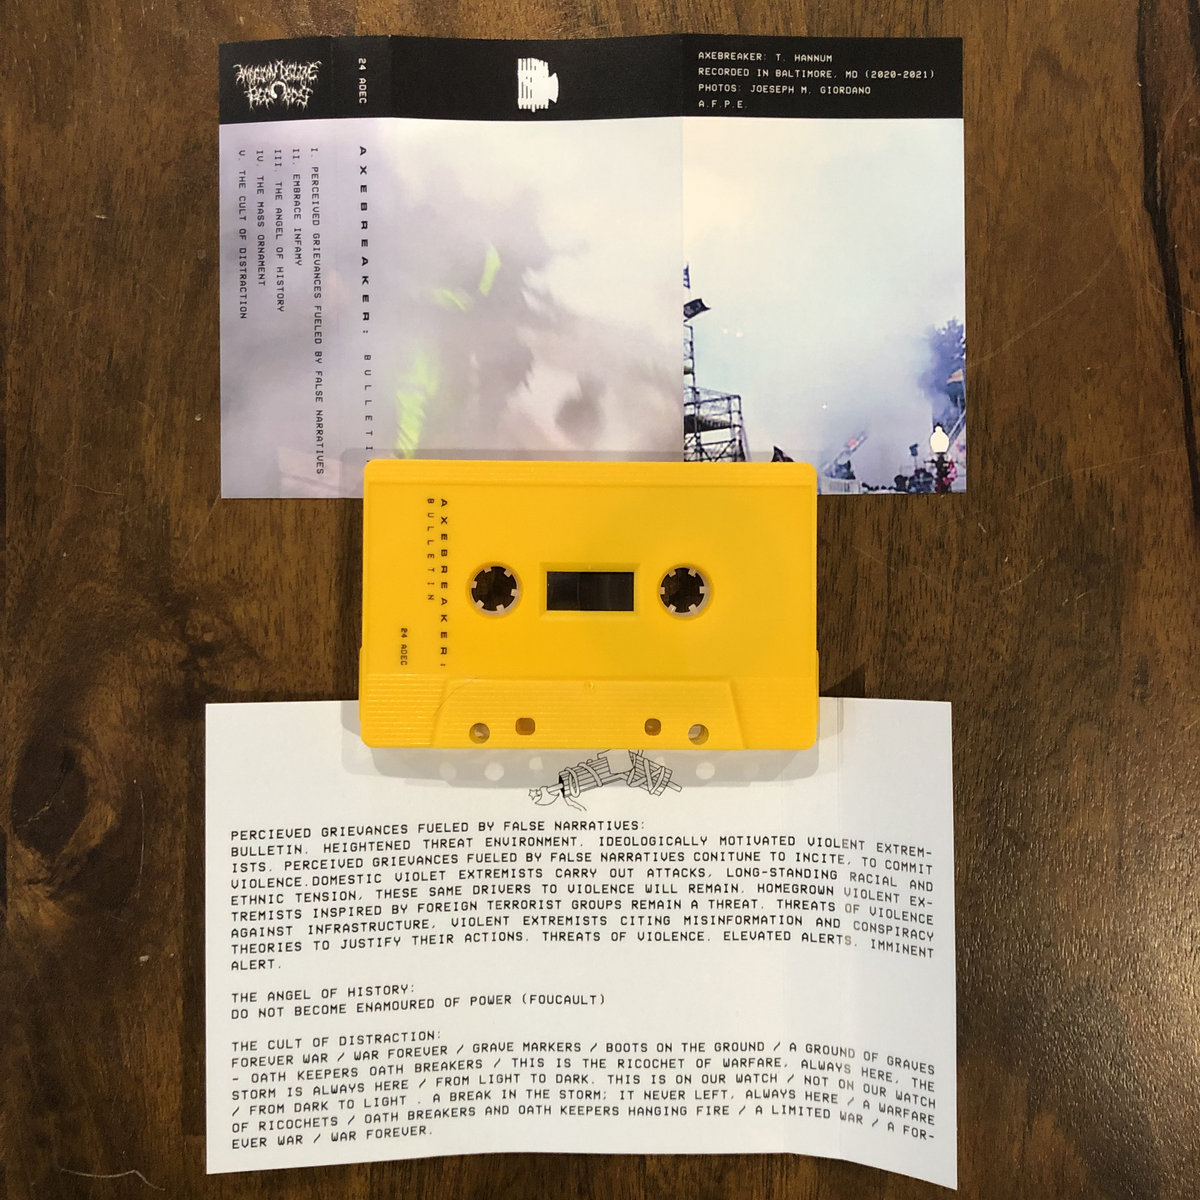 AMERICAN DECLINE
RECORDS
24 ADEC
AXEBREAKER: T. HANNUM
RECORDED IN BALTIMORE, MD (2020-2021)
PHOTOS: JOESEPH M. GIORDANO
A.F.P.E.
I. PERCEIVED GRIEVANCES FUELED BY FALSE NARRATIVES
II. EMBRACE INFAMY
III. THE ANGEL OF HISTORY
IV. THE MASS ORNAMENT
V. THE CULT OF DISTRACTION
AXEBREAKER: BULLETI
AXEBREAKER:
BULLETIN
24 ADEC
PERCIEVED GRIEVANCES FUELED BY FALSE NARRATIVES:
BULLETIN. HEIGHTENED THREAT ENVIRONMENT. IDEOLOGICALLY MOTIVATED VIOLENT EXTREM-
ISTS. PERCEIVED GRIEVANCES FUELED BY FALSE NARRATIVES CONITUNE TO INCITE, TO COMMIT
VIOLENCE.DOMESTIC VIOLET EXTREMISTS CARRY OUT ATTACKS, LONG-STANDING RACIAL AND
ETHNIC TENSION, THESE SAME DRIVERS TO VIOLENCE WILL REMAIN. HOMEGROWN VIOLENT EX-
TREMISTS INSPIRED BY FOREIGN TERRORIST GROUPS REMAIN A THREAT. THREATS OF VIOLENCE
AGAINST INFRASTRUCTURE, VIOLENT EXTREMISTS CITING MISINFORMATION AND CONSPIRACY
THEORIES TO JUSTIFY THEIR ACTIONS. THREATS OF VIOLENCE. ELEVATED ALERTS. IMMINENT
ALERT.
THE ANGEL OF HISTORY:
DO NOT BECOME ENAMOURED OF POWER (FOUCAULT)
THE CULT OF DISTRACTION:
FOREVER WAR / WAR FOREVER / GRAVE MARKERS / BOOTS ON THE GROUND / A GROUND OF GRAVES
- OATH KEEPERS OATH BREAKERS / THIS IS THE RICOCHET OF WARFARE, ALWAYS HERE, THE
STORM IS ALWAYS HERE / FROM LIGHT TO DARK. THIS IS ON OUR WATCH / NOT ON OUR WATCH
/ FROM DARK TO LIGHT . A BREAK IN THE STORM; IT NEVER LEFT, ALWAYS HERE / A WARFARE
OF RICOCHETS / OATH BREAKERS AND OATH KEEPERS HANGING FIRE / A LIMITED WAR / A FOR-
EVER WAR / WAR FOREVER.